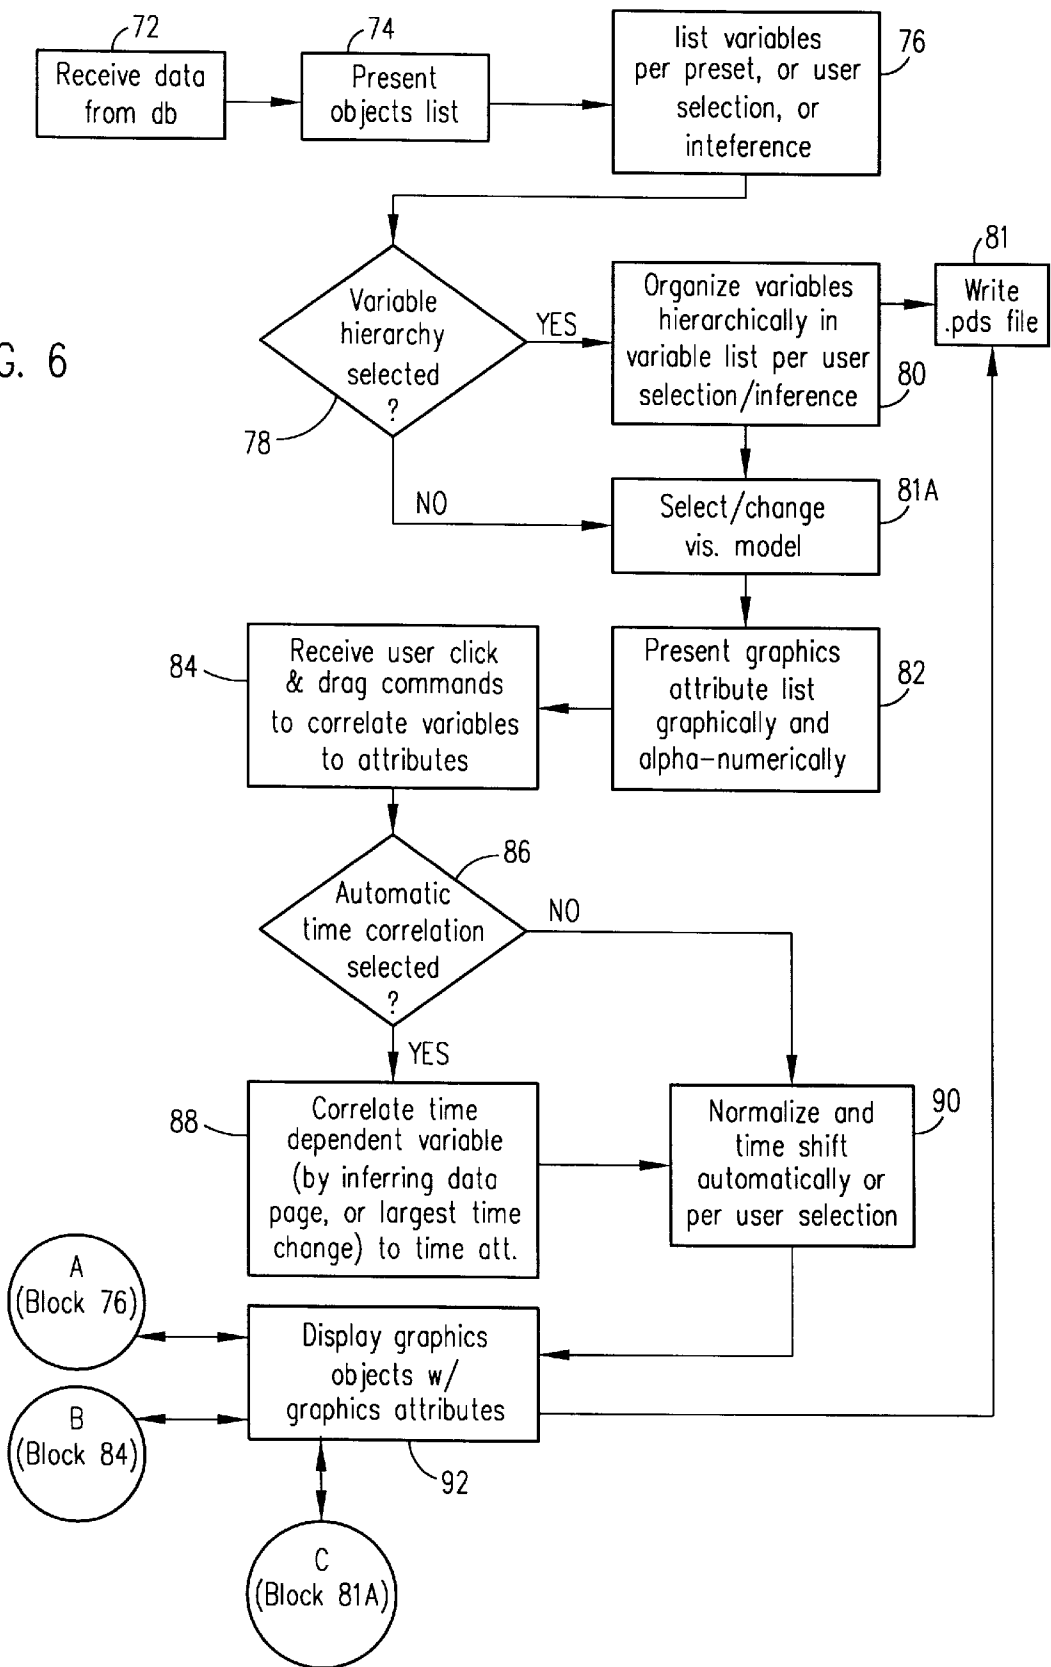 72
Receive data
from db
74
Present
objects list
list variables
per preset, or user
selection, or
inteference
76
G. 6
Variable
hierarchy
selected
?
78
YES
NO
Organize variables
hierarchically in
variable list per user
selection/inference
80
81
Write
.pds file
Select/change
vis. model
81A
84
Receive user click
& drag commands
to correlate variables
to attributes
Present graphics
attribute list
graphically and
alpha-numerically
82
Automatic
time correlation
selected
?
86
NO
YES
88
Correlate time
dependent variable
(by inferring data
page, or largest time
change) to time att.
Normalize and
time shift
automatically or
per user selection
90
A
(Block 76)
B
(Block 84)
Display graphics
objects w/
graphics attributes
92
C
(Block 81A)